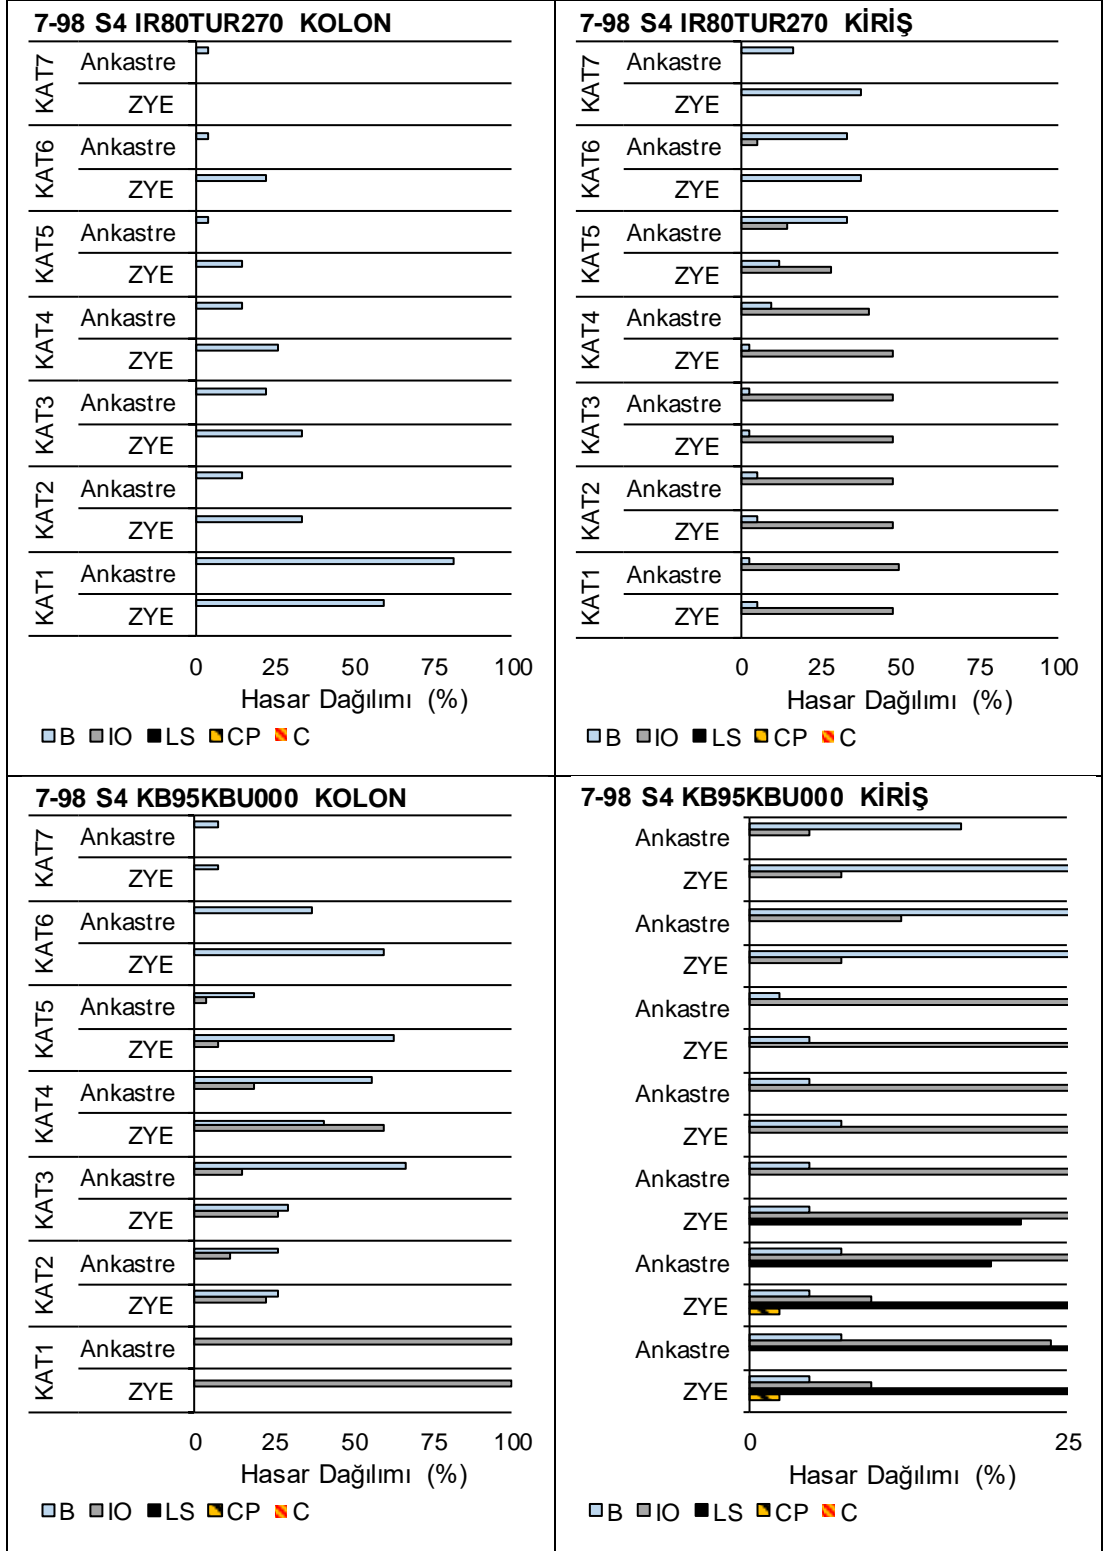 7-98 S4 IR80TUR270 KOLON
KAT7
Ankastre
ZYE
KAT6
Ankastre
ZYE
KAT5
Ankastre
ZYE
KAT4
Ankastre
ZYE
KAT3
Ankastre
ZYE
KAT2
Ankastre
ZYE
KAT1
Ankastre
ZYE
0 25 50 75 100
Hasar Dağılımı (%)
B IO LS CP C
7-98 S4 IR80TUR270 KİRİŞ
KAT7
Ankastre
ZYE
KAT6
Ankastre
ZYE
KAT5
Ankastre
ZYE
KAT4
Ankastre
ZYE
KAT3
Ankastre
ZYE
KAT2
Ankastre
ZYE
KAT1
Ankastre
ZYE
0 25 50 75 100
Hasar Dağılımı (%)
B IO LS CP C
7-98 S4 KB95KBU000 KOLON
KAT7
Ankastre
ZYE
KAT6
Ankastre
ZYE
KAT5
Ankastre
ZYE
KAT4
Ankastre
ZYE
KAT3
Ankastre
ZYE
KAT2
Ankastre
ZYE
KAT1
Ankastre
ZYE
0 25 50 75 100
Hasar Dağılımı (%)
B IO LS CP C
7-98 S4 KB95KBU000 KİRİŞ
Ankastre
ZYE
Ankastre
ZYE
Ankastre
ZYE
Ankastre
ZYE
Ankastre
ZYE
Ankastre
ZYE
Ankastre
ZYE
0 25
Hasar Dağılımı (%)
B IO LS CP C